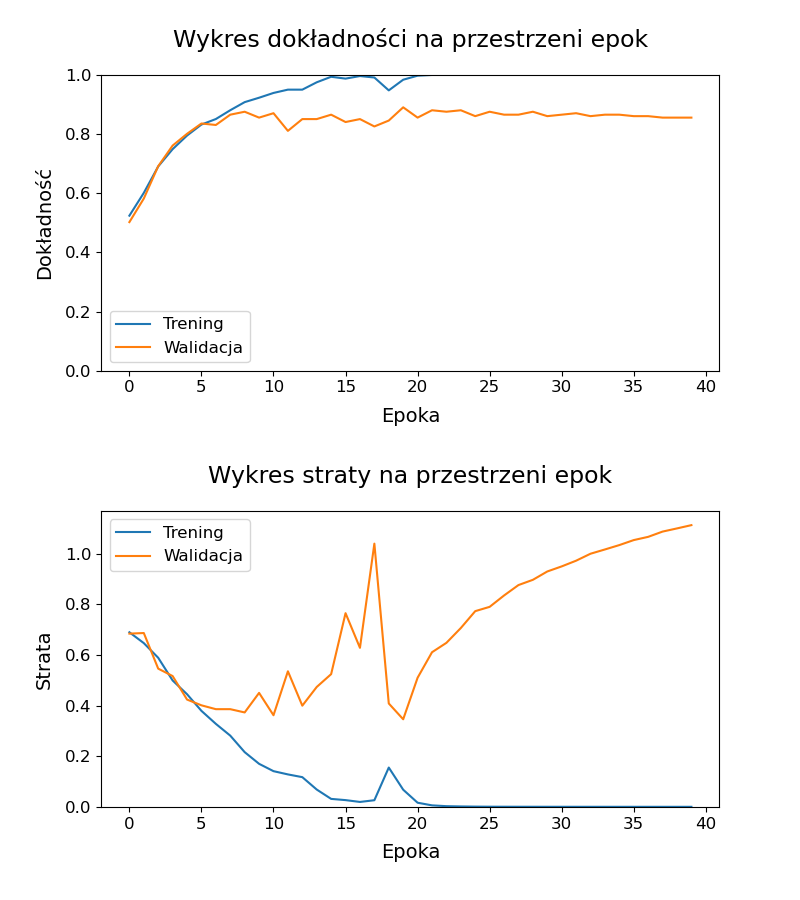 Wykres dokładności na przestrzeni epok
1.0
0.8
0.6
0.4
0.2
0.0
Dokładność
Trening
Walidacja
0 5 10 15 20 25 30 35 40
Epoka
Wykres straty na przestrzeni epok
1.0
0.8
0.6
0.4
0.2
0.0
Strata
Trening
Walidacja
0 5 10 15 20 25 30 35 40
Epoka